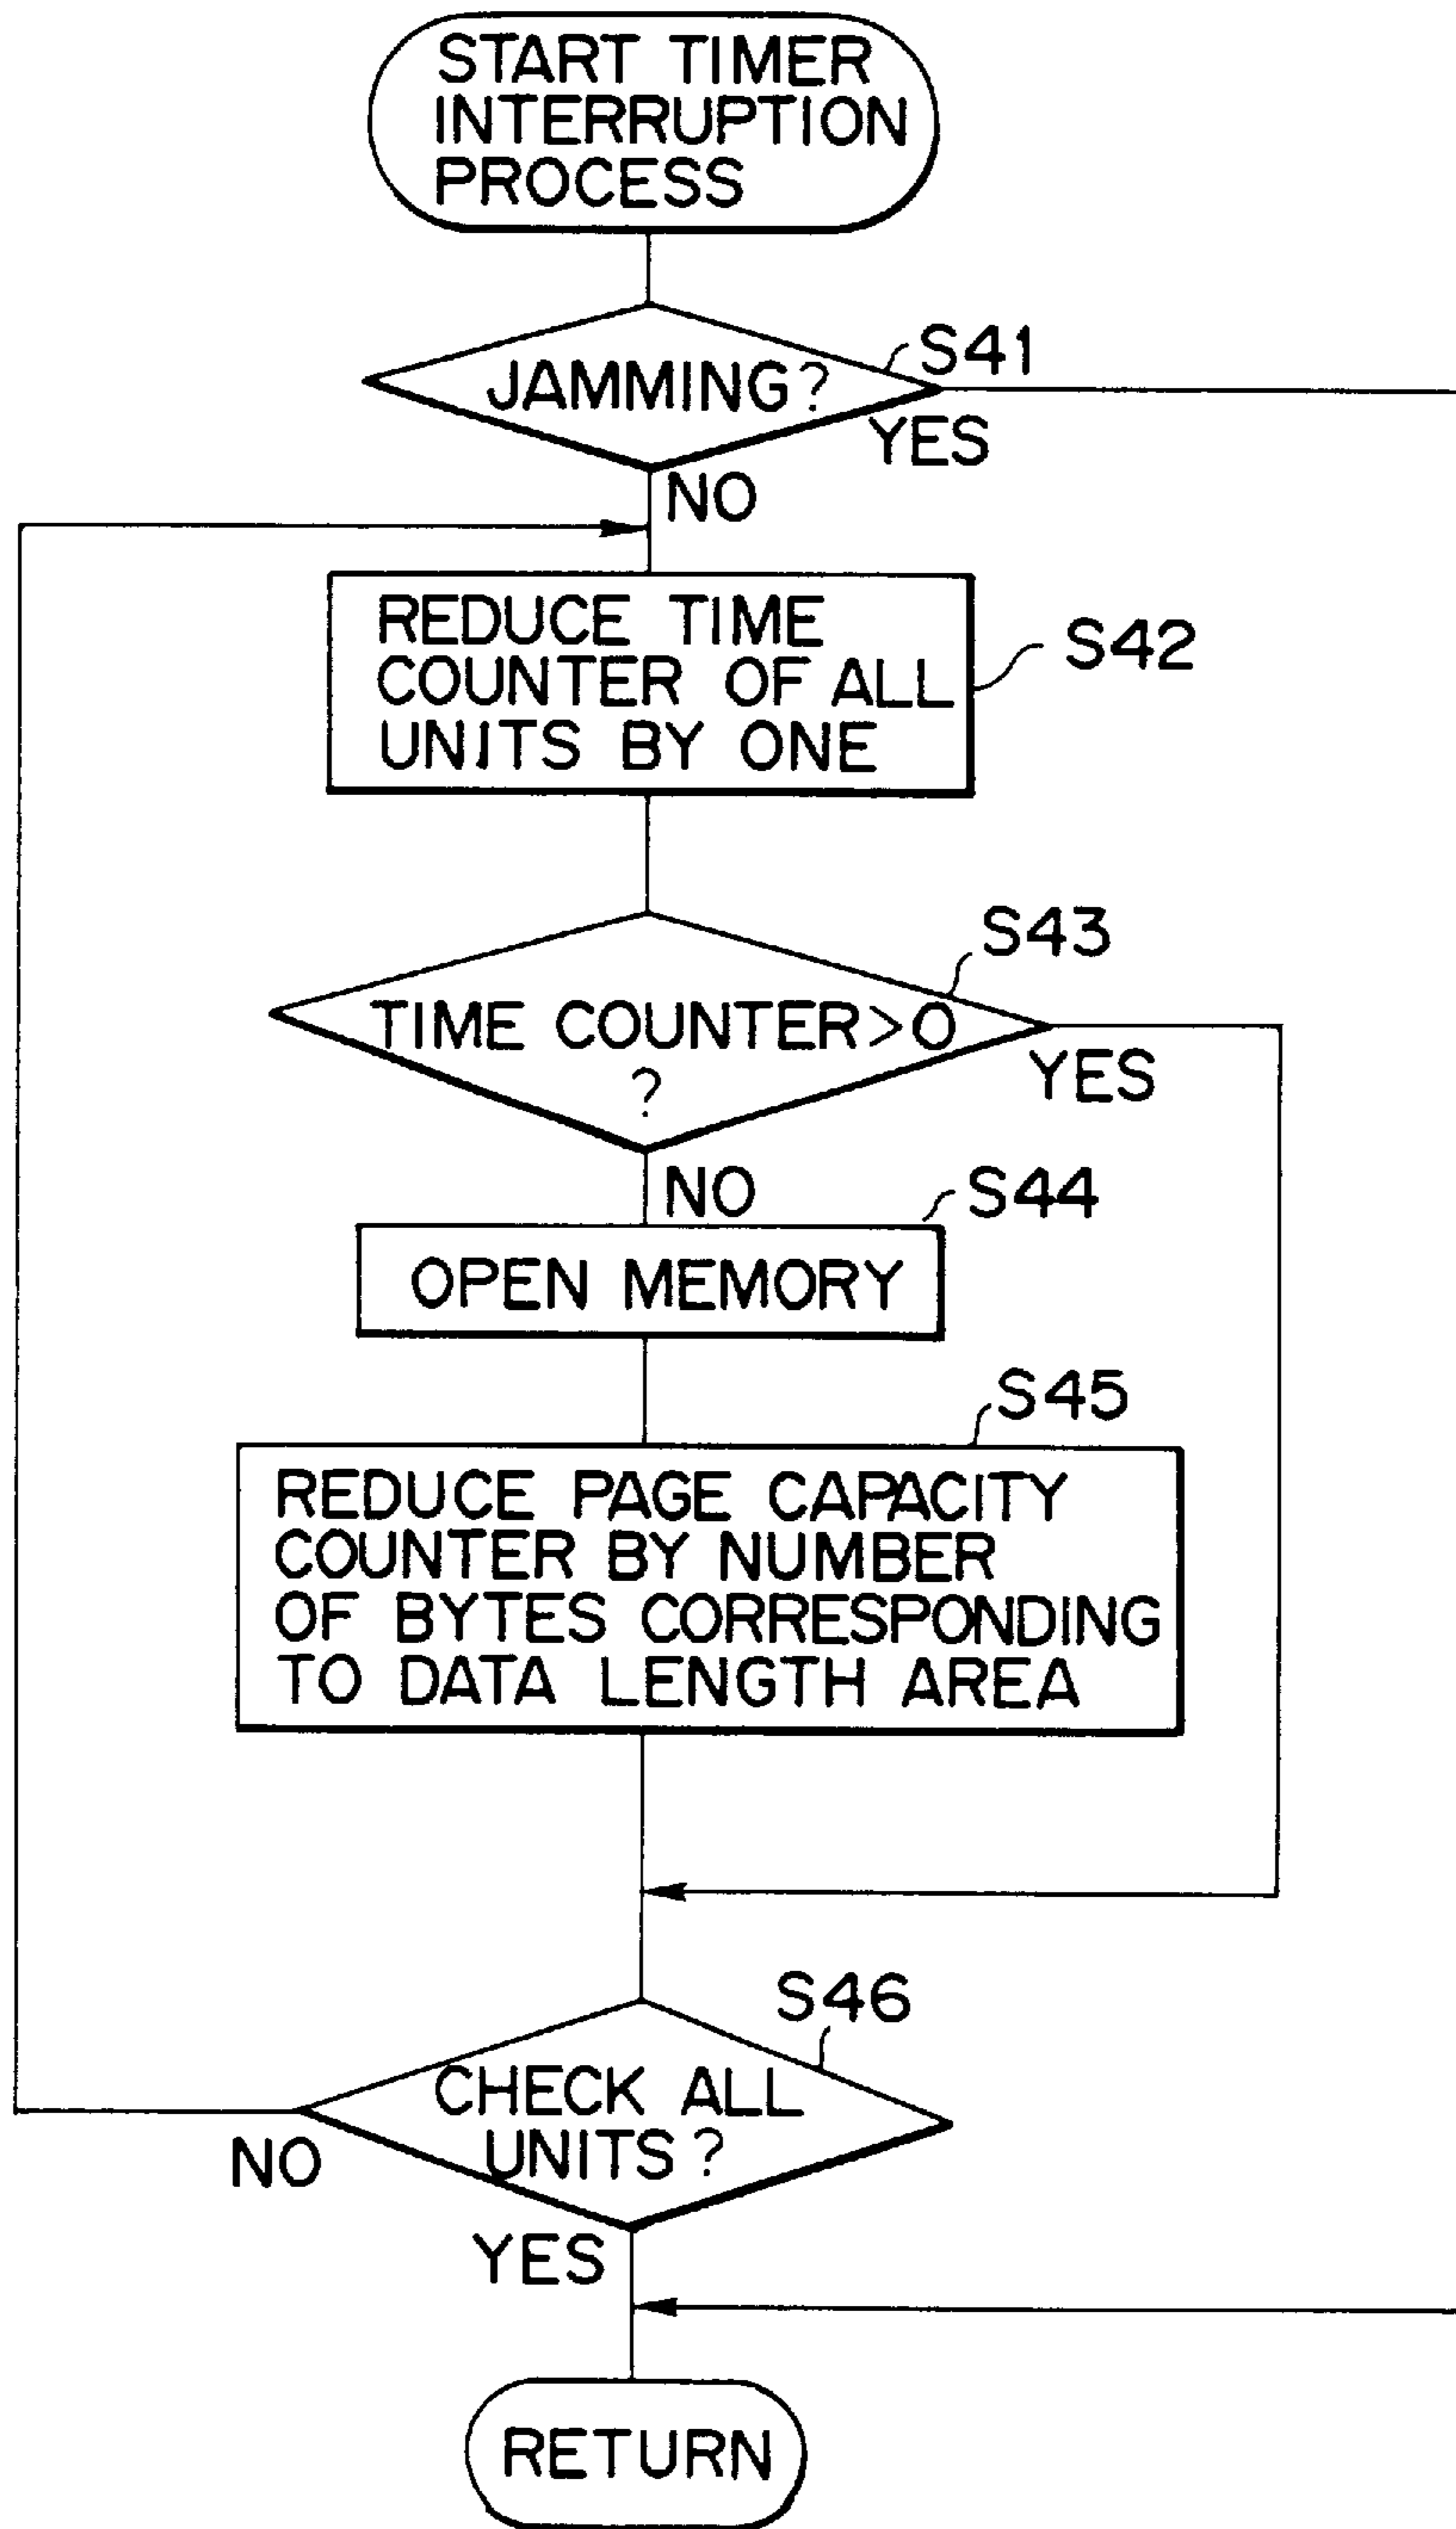 START TIMER
INTERRUPTION
PROCESS
JAMMING?
S41
YES
NO
REDUCE TIME
COUNTER OF ALL
UNITS BY ONE
S42
S43
TIME COUNTER>0
?
YES
NO
S44
OPEN MEMORY
S45
REDUCE PAGE CAPACITY
COUNTER BY NUMBER
OF BYTES CORRESPONDING
TO DATA LENGTH AREA
S46
CHECK ALL
UNITS?
NO
YES
RETURN